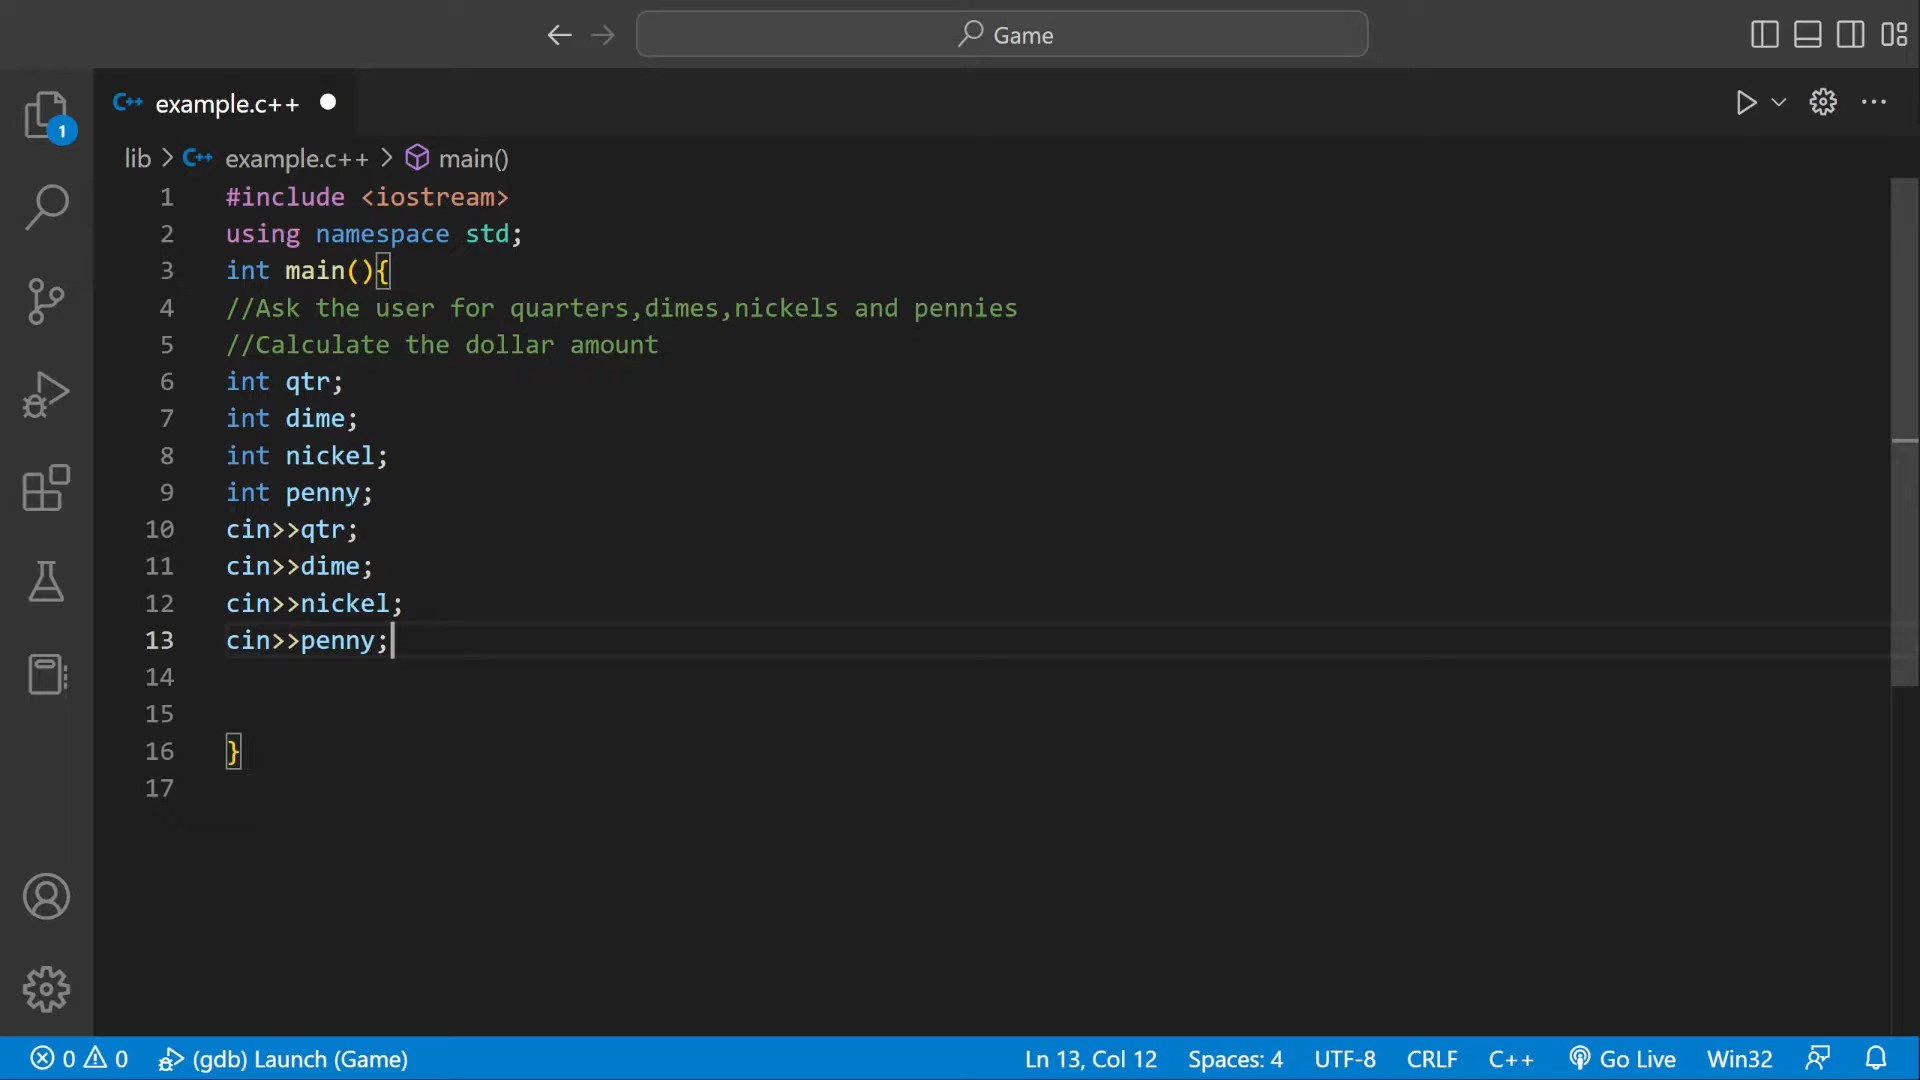 Game
C++ example.c++
1
lib > C++ example.c++ > main()
1 #include <iostream>
2 using namespace std;
3 int main(){
4 //Ask the user for quarters,dimes,nickels and pennies
5 //Calculate the dollar amount
6 int qtr;
7 int dime;
8 int nickel;
9 int penny;
10 cin>>qtr;
11 cin>>dime;
12 cin>>nickel;
13 cin>>penny;
14
15
16 }
17
0 0 (gdb) Launch (Game) Ln 13, Col 12 Spaces: 4 UTF-8 CRLF C++ Go Live Win32